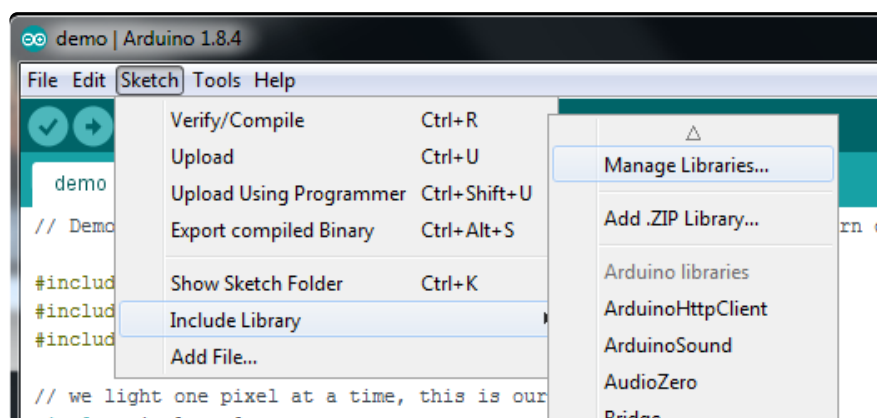 demo | Arduino 1.8.4
File Edit Sketch Tools Help
Verify/Compile Ctrl+R
Upload Ctrl+U
Upload Using Programmer Ctrl+Shift+U
Export compiled Binary Ctrl+Alt+S
Show Sketch Folder Ctrl+K
Include Library
Add File...
Manage Libraries...
Add .ZIP Library...
Arduino libraries
ArduinoHttpClient
ArduinoSound
AudioZero
Bridge
demo
// Demo
rn
#includ
#includ
#includ
// we light one pixel at a time, this is our